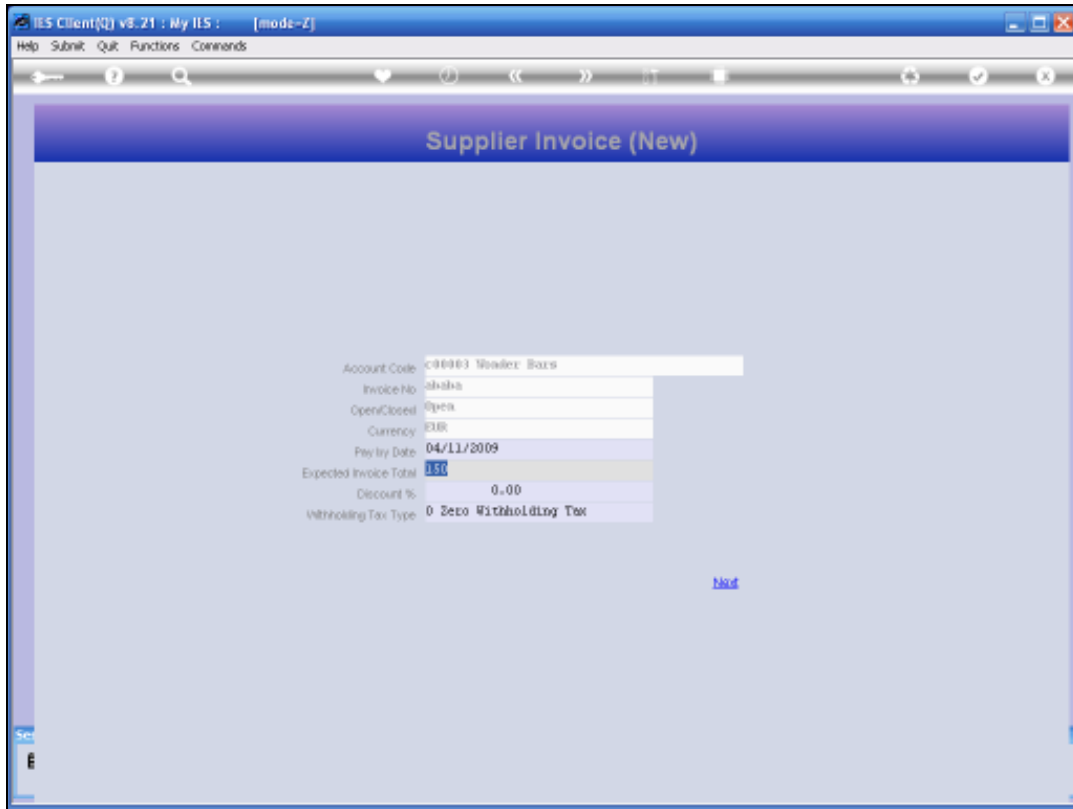 IES Client(Q) v8.21 : My IES : [mode-Z]
Help Submit Quit Functions Commands
Supplier Invoice (New)
Account Code c00003 Wonder Bars
Invoice No ababa
Open/Closed Open
Currency EUR
Pay by Date 04/11/2009
Expected Invoice Total 150
Discount % 0.00
Withholding Tax Type 0 Zero Withholding Tax
Next